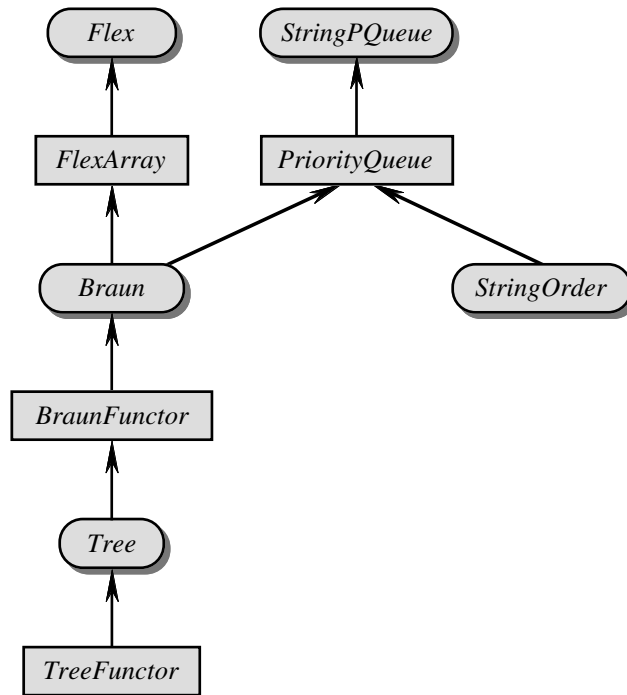 Flex
StringPQueue
FlexArray
PriorityQueue
Braun
StringOrder
BraunFunctor
Tree
TreeFunctor